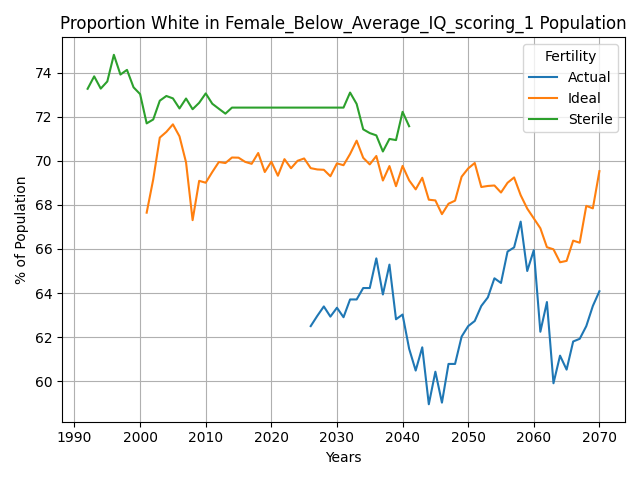 Proportion White in Female_Below_Average_IQ_scoring_1 Population
Fertility
Actual
Ideal
Sterile
% of Population
74
72
70
68
66
64
62
60
1990 2000 2010 2020 2030 2040 2050 2060 2070
Years